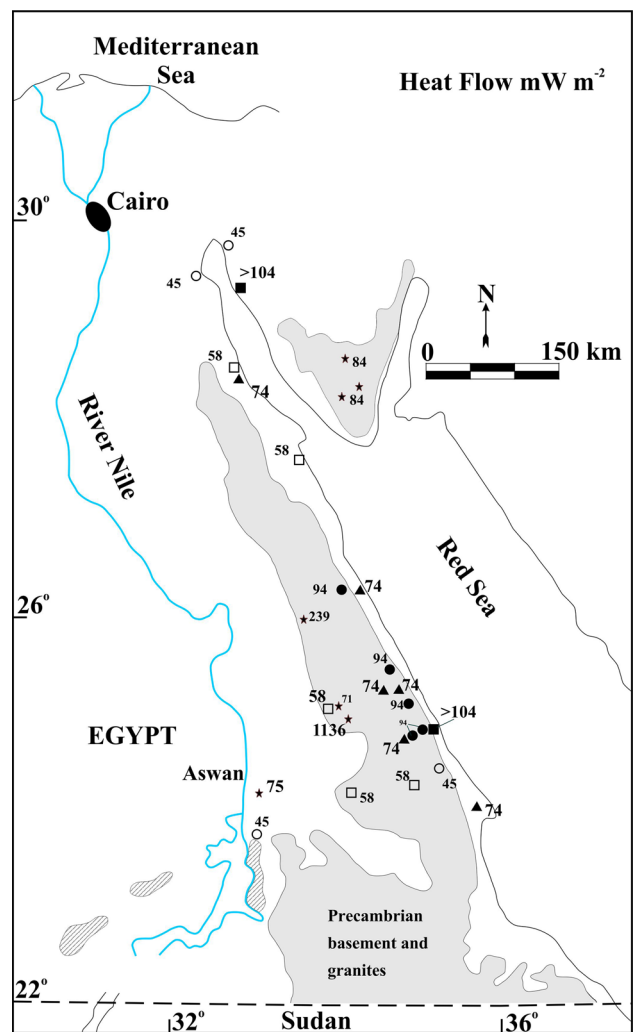 Mediterranean
Sea
Heat Flow mW m⁻²
Cairo
30°
45
45
>104
N
0 150 km
84
84
58
74
River Nile
58
Red Sea
94
74
26°
239
94
74
74
58
71
94
>104
1136
94
EGYPT
74
Aswan
58
45
75
58
74
45
Precambrian
basement and
granites
22°
32°
Sudan
36°